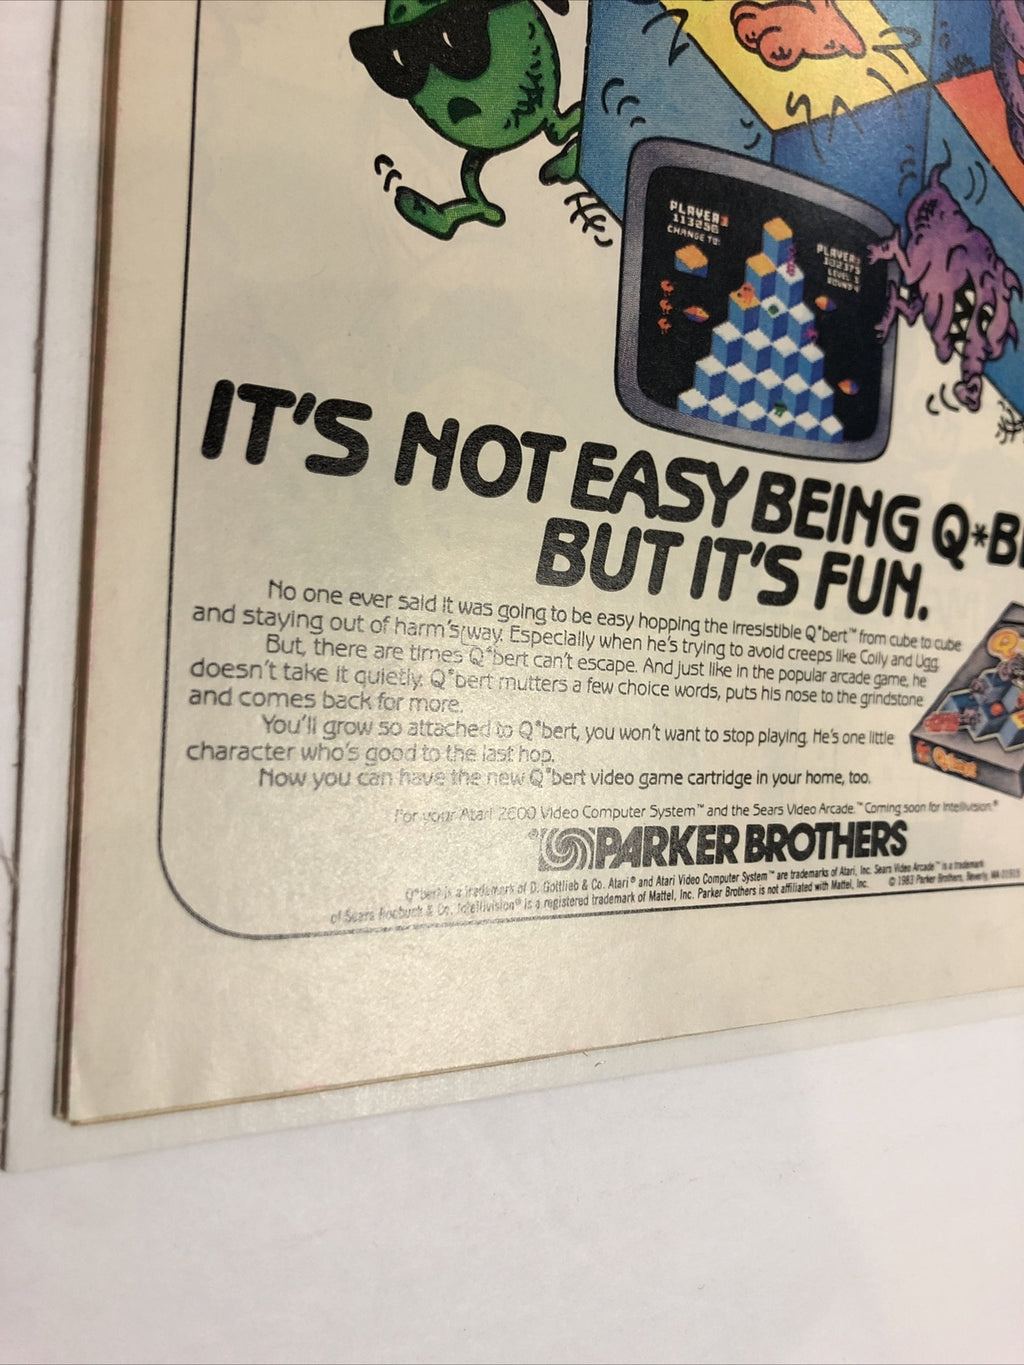 PLAYER
113256
CHANGE TO:
PLAYER
102375
LEVEL 1
ROUND 4
IT'S NOT EASY BEING Q*B
BUT IT'S FUN.
No one ever said it was going to be easy hopping the irresistible Q*bert™ from cube to cube
and staying out of harm's way. Especially when he's trying to avoid creeps like Coily and Ugg.
But, there are times Q*bert can't escape. And just like in the popular arcade game, he
doesn't take it quietly. Q*bert mutters a few choice words, puts his nose to the grindstone
and comes back for more.
You'll grow so attached to Q*bert, you won't want to stop playing. He's one little
character who's good to the last hop.
Now you can have the new Q*bert video game cartridge in your home, too.
For your Atari 2600 Video Computer System™ and the Sears Video Arcade.™ Coming soon for Intellivision®
PARKER BROTHERS
Q*bert is a trademark of D. Gottlieb & Co. Atari® and Atari Video Computer System™ are trademarks of Atari, Inc. Sears Video Arcade™ is a trademark
of Sears Roebuck & Co. Intellivision® is a registered trademark of Mattel, Inc. Parker Brothers is not affiliated with Mattel, Inc. © 1983 Parker Brothers, Beverly, MA 01915